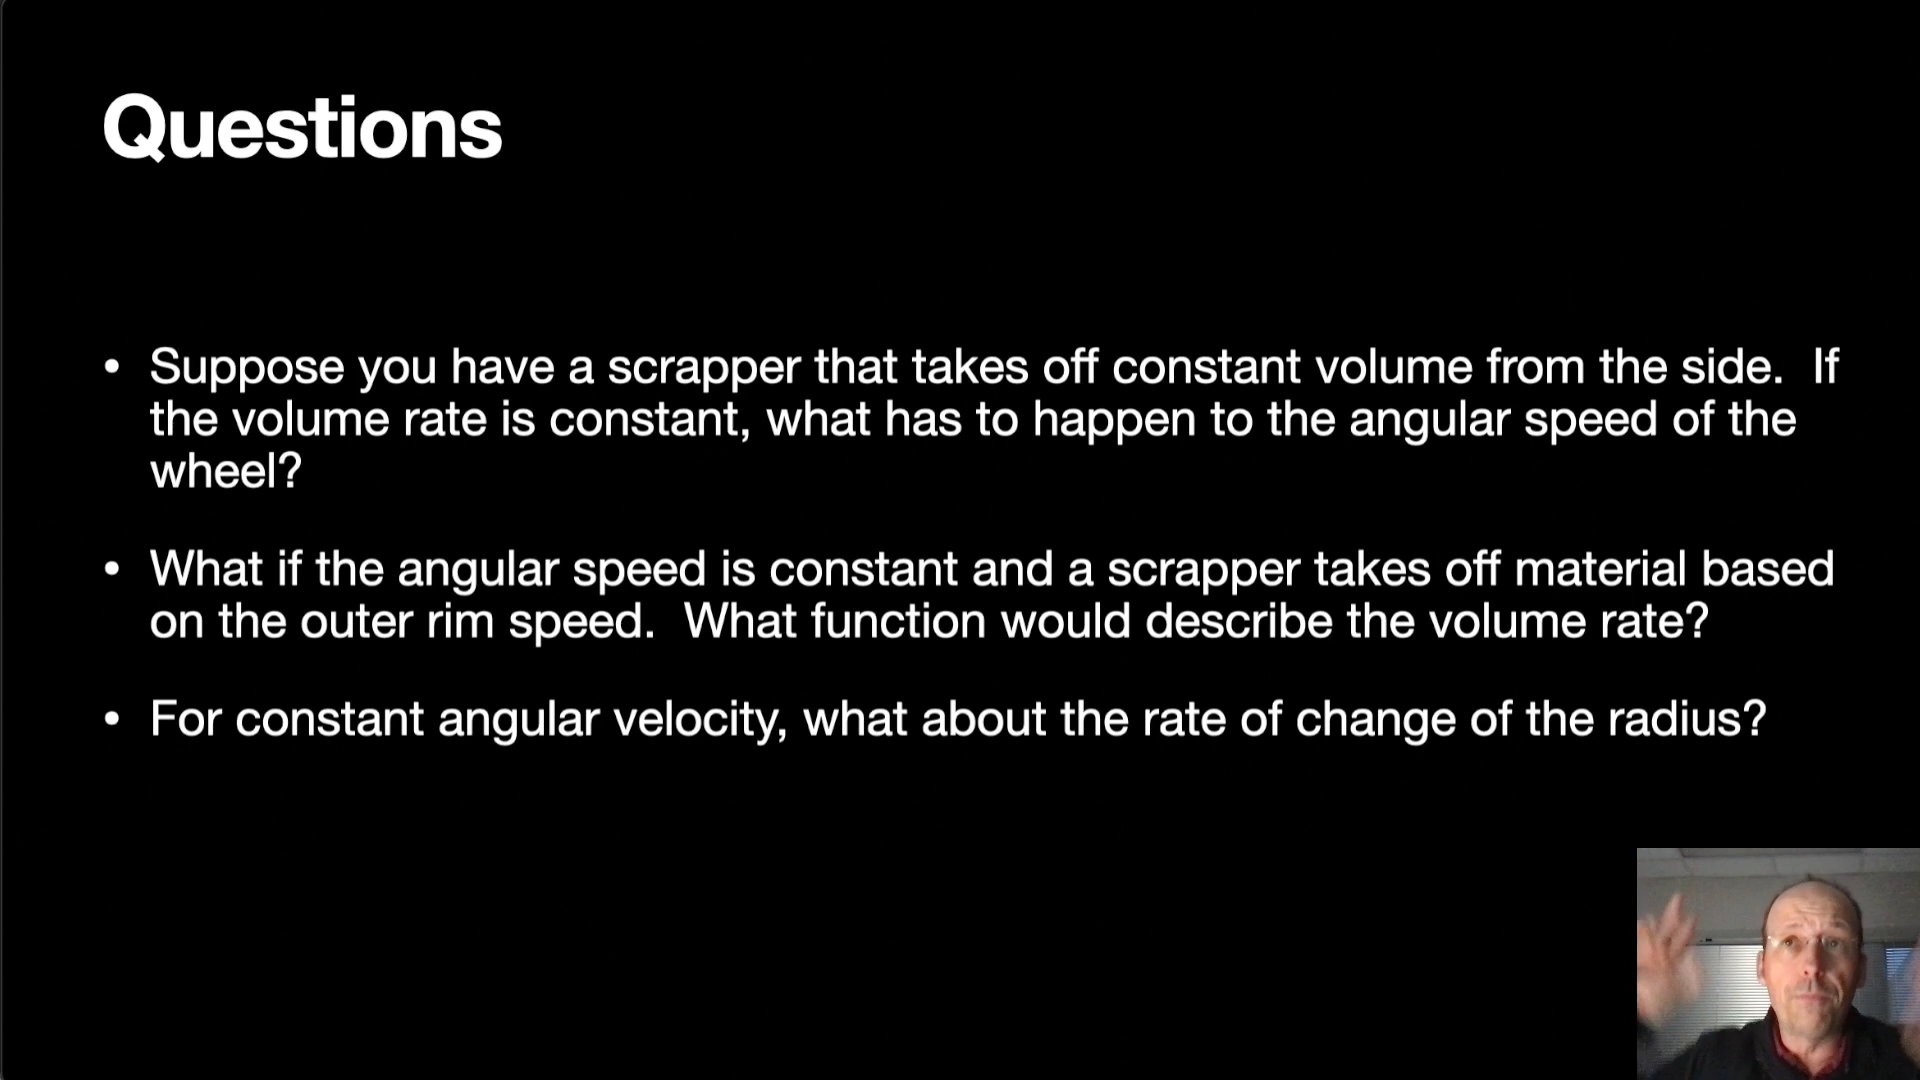 Questions
• Suppose you have a scrapper that takes off constant volume from the side.  If
the volume rate is constant, what has to happen to the angular speed of the
wheel?
• What if the angular speed is constant and a scrapper takes off material based
on the outer rim speed.  What function would describe the volume rate?
• For constant angular velocity, what about the rate of change of the radius?